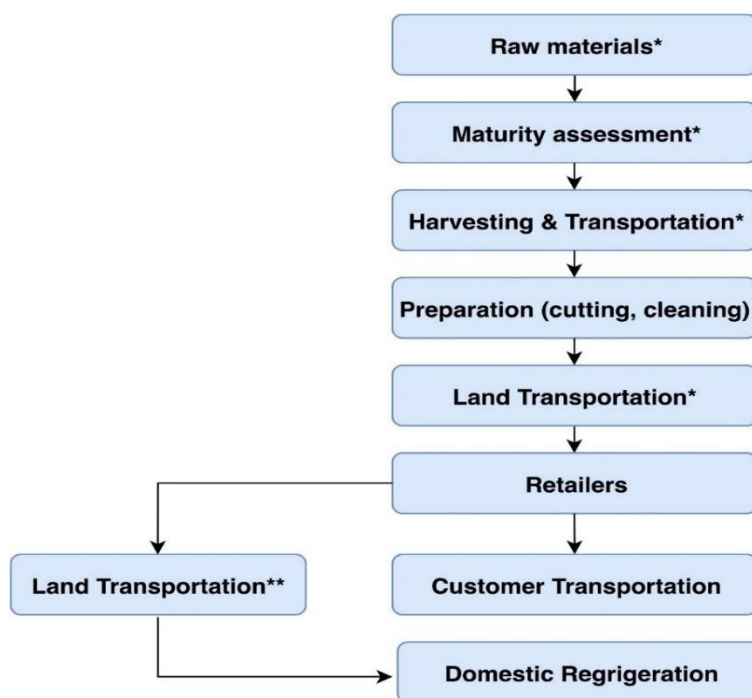 Raw materials*
Maturity assessment*
Harvesting & Transportation*
Preparation (cutting, cleaning)
Land Transportation*
Retailers
Land Transportation**
Customer Transportation
Domestic Regrigeration